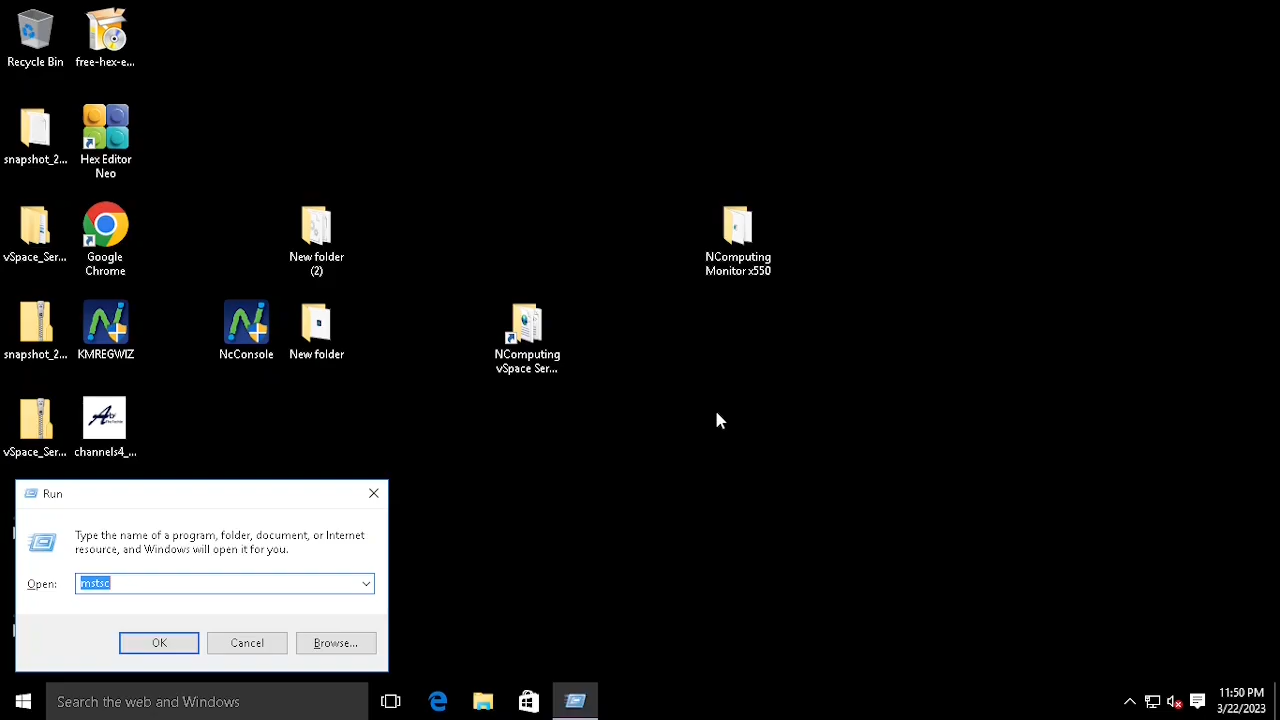 Recycle Bin
free-hex-e...
snapshot_2...
Hex Editor
Neo
vSpace_Ser...
Google
Chrome
New folder
(2)
NComputing
Monitor x550
snapshot_2...
KMREGWIZ
NcConsole
New folder
NComputing
vSpace Ser...
vSpace_Ser...
channels4_...
Run
Type the name of a program, folder, document, or Internet
resource, and Windows will open it for you.
Open:
mstsc
OK
Cancel
Browse...
Search the web and Windows
11:50 PM
3/22/2023